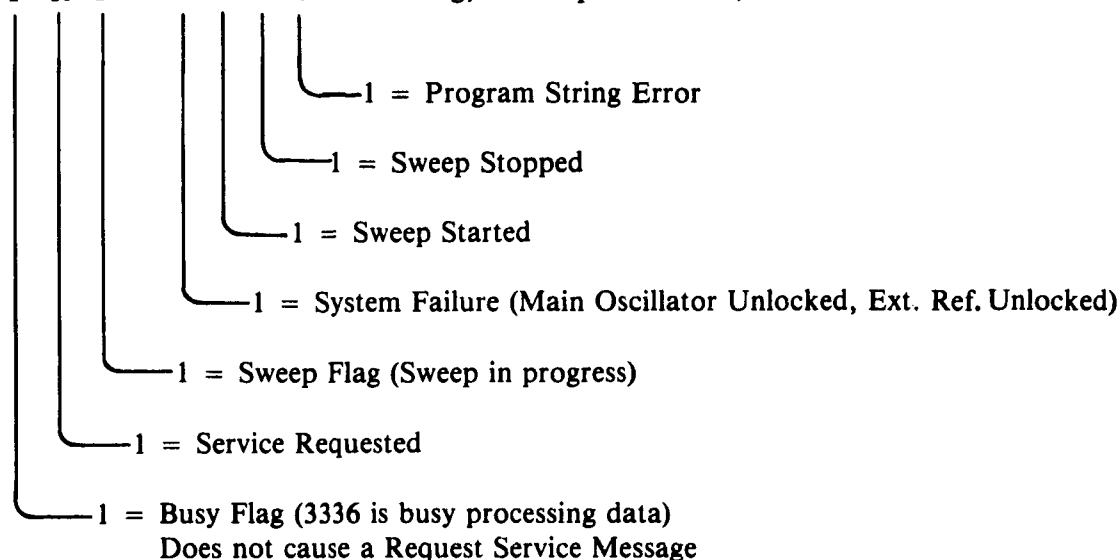 1 = Program String Error
1 = Sweep Stopped
1 = Sweep Started
1 = System Failure (Main Oscillator Unlocked, Ext. Ref. Unlocked)
1 = Sweep Flag (Sweep in progress)
1 = Service Requested
1 = Busy Flag (3336 is busy processing data)
Does not cause a Request Service Message